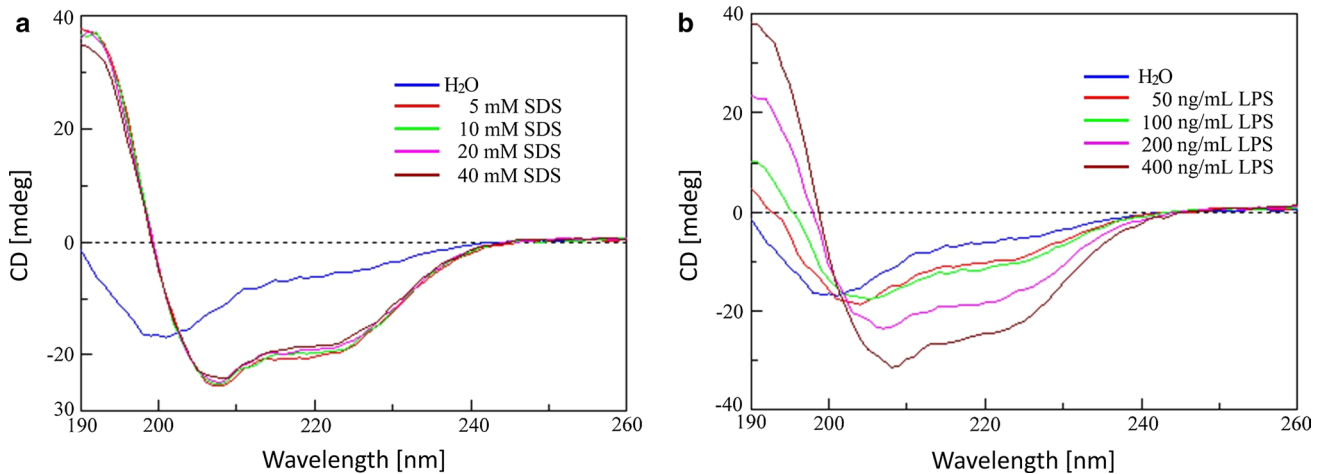 a
40
20
0
-20
30
CD [mdeg]
H2O
5 mM SDS
10 mM SDS
20 mM SDS
40 mM SDS
190
200
220
240
260
Wavelength [nm]
b
40
20
0
-20
-40
CD [mdeg]
H2O
50 ng/mL LPS
100 ng/mL LPS
200 ng/mL LPS
400 ng/mL LPS
190
200
220
240
260
Wavelength [nm]